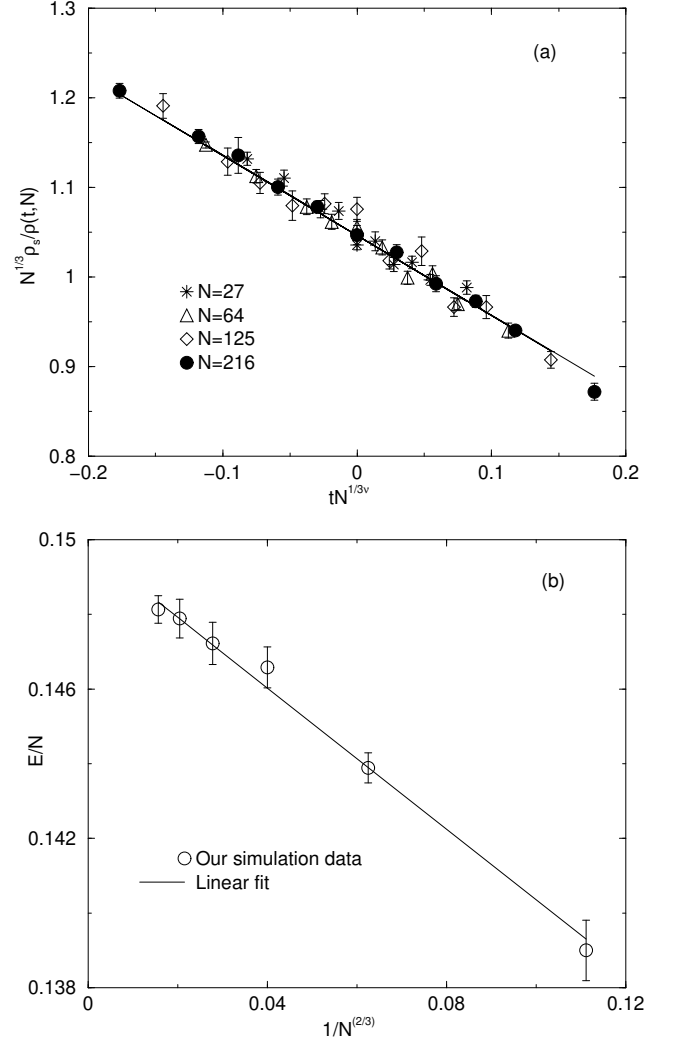 1.3
(a)
1.2
1.1
N^{1/3}ρ_s/ρ(t,N)
1
N=27
N=64
N=125
N=216
0.9
0.8
−0.2 −0.1 0 0.1 0.2
tN^{1/3ν}
0.15
(b)
0.146
E/N
0.142
Our simulation data
Linear fit
0.138
0 0.04 0.08 0.12
1/N^{(2/3)}